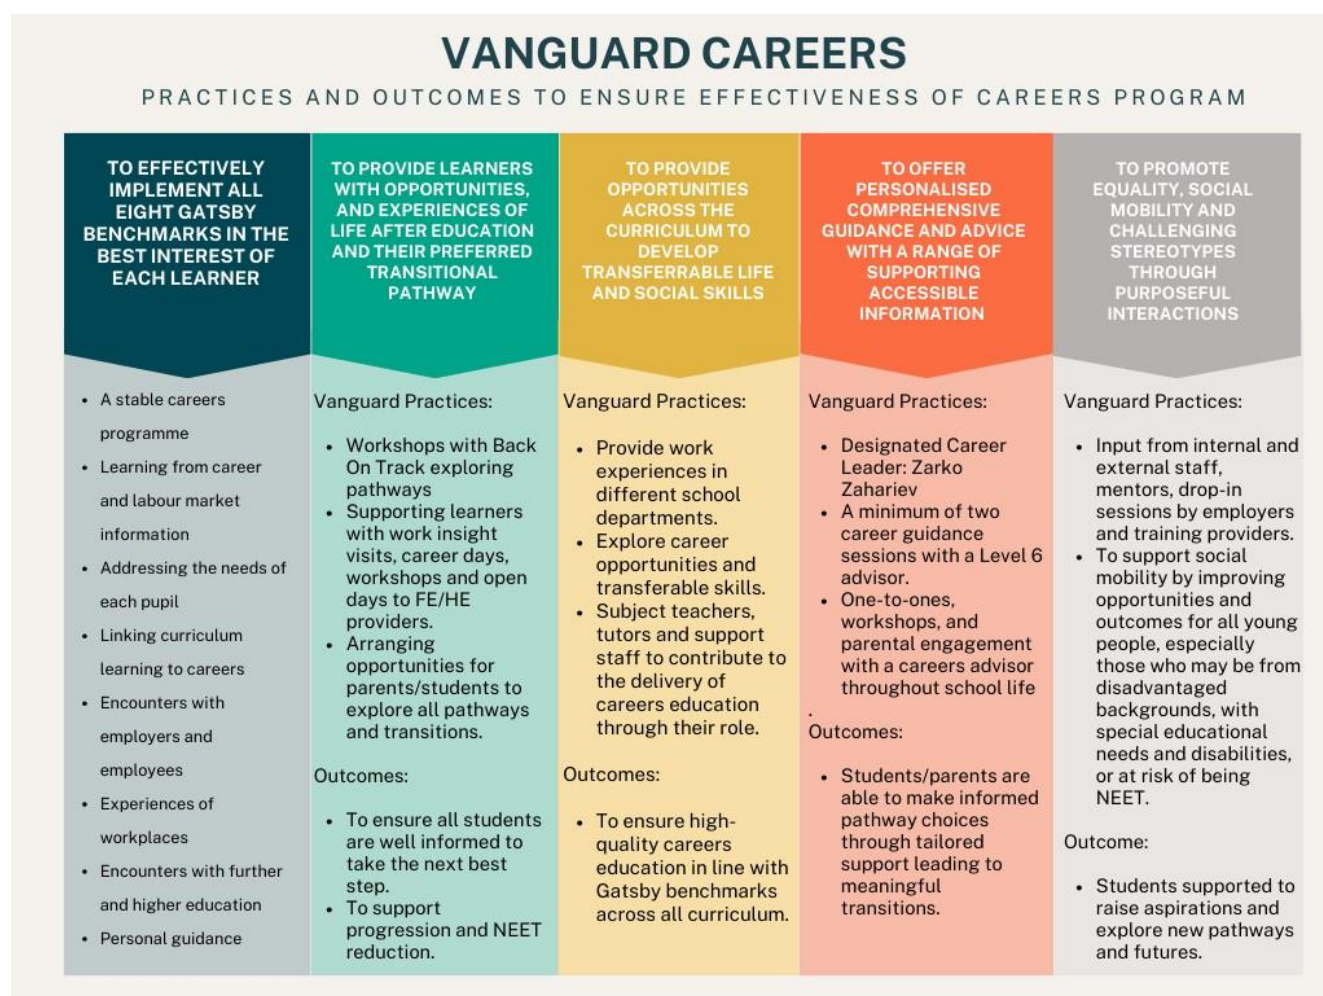 VANGUARD CAREERS
PRACTICES AND OUTCOMES TO ENSURE EFFECTIVENESS OF CAREERS PROGRAM
TO EFFECTIVELY
IMPLEMENT ALL
EIGHT GATSBY
BENCHMARKS IN THE
BEST INTEREST OF
EACH LEARNER
• A stable careers
programme
• Learning from career
and labour market
information
• Addressing the needs of
each pupil
• Linking curriculum
learning to careers
• Encounters with
employers and
employees
• Experiences of
workplaces
• Encounters with further
and higher education
• Personal guidance
TO PROVIDE LEARNERS
WITH OPPORTUNITIES,
AND EXPERIENCES OF
LIFE AFTER EDUCATION
AND THEIR PREFERRED
TRANSITIONAL
PATHWAY
Vanguard Practices:
• Workshops with Back
On Track exploring
pathways
• Supporting learners
with work insight
visits, career days,
workshops and open
days to FE/HE
providers.
• Arranging
opportunities for
parents/students to
explore all pathways
and transitions.
Outcomes:
• To ensure all students
are well informed to
take the next best
step.
• To support
progression and NEET
reduction.
TO PROVIDE
OPPORTUNITIES
ACROSS THE
CURRICULUM TO
DEVELOP
TRANSFERRABLE LIFE
AND SOCIAL SKILLS
Vanguard Practices:
• Provide work
experiences in
different school
departments.
• Explore career
opportunities and
transferable skills.
• Subject teachers,
tutors and support
staff to contribute to
the delivery of
careers education
through their role.
Outcomes:
• To ensure high-
quality careers
education in line with
Gatsby benchmarks
across all curriculum.
TO OFFER
PERSONALISED
COMPREHENSIVE
GUIDANCE AND ADVICE
WITH A RANGE OF
SUPPORTING
ACCESSIBLE
INFORMATION
Vanguard Practices:
• Designated Career
Leader: Zarko
Zahariev
• A minimum of two
career guidance
sessions with a Level 6
advisor.
• One-to-ones,
workshops, and
parental engagement
with a careers advisor
throughout school life
.
Outcomes:
• Students/parents are
able to make informed
pathway choices
through tailored
support leading to
meaningful
transitions.
TO PROMOTE
EQUALITY, SOCIAL
MOBILITY AND
CHALLENGING
STEREOTYPES
THROUGH
PURPOSEFUL
INTERACTIONS
Vanguard Practices:
• Input from internal and
external staff,
mentors, drop-in
sessions by employers
and training providers.
• To support social
mobility by improving
opportunities and
outcomes for all young
people, especially
those who may be from
disadvantaged
backgrounds, with
special educational
needs and disabilities,
or at risk of being
NEET.
Outcome:
• Students supported to
raise aspirations and
explore new pathways
and futures.